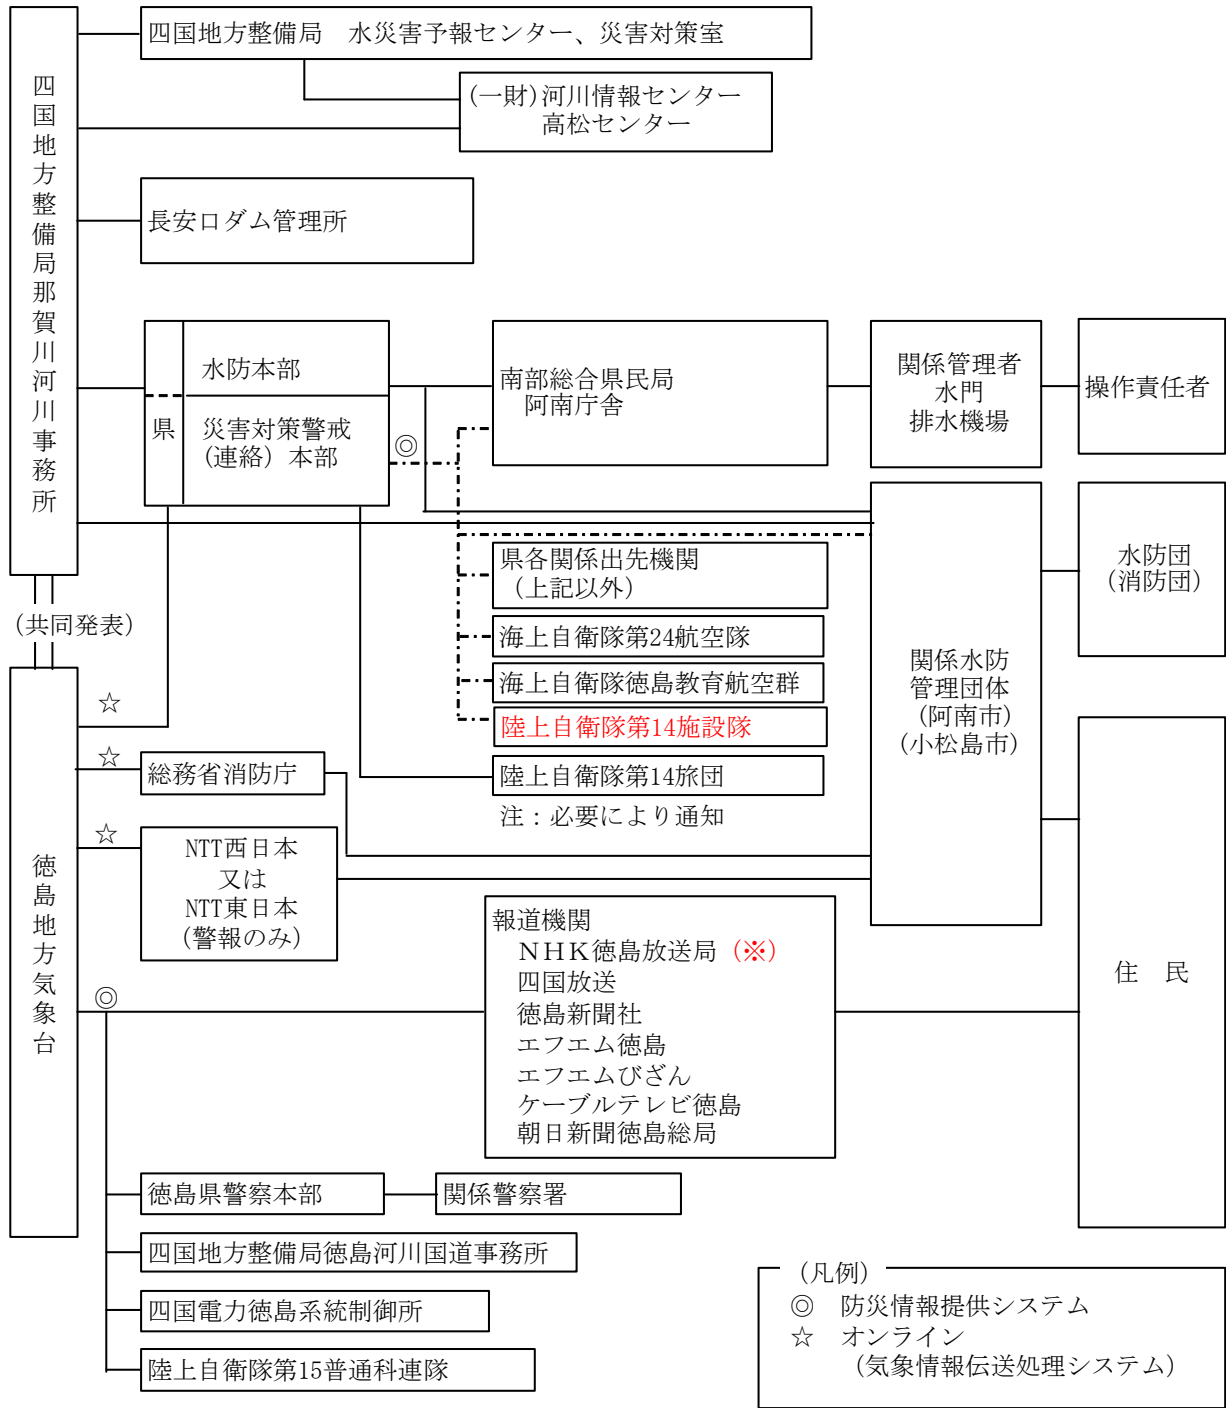 四国地方整備局那賀川河川事務所
四国地方整備局　水災害予報センター、災害対策室
(一財)河川情報センター
高松センター
長安口ダム管理所
県
水防本部
災害対策警戒
(連絡）本部
◎
南部総合県民局
阿南庁舎
関係管理者
水門
排水機場
操作責任者
県各関係出先機関
（上記以外）
海上自衛隊第24航空隊
海上自衛隊徳島教育航空群
陸上自衛隊第14施設隊
陸上自衛隊第14旅団
注：必要により通知
関係水防
管理団体
（阿南市）
（小松島市）
水防団
（消防団）
（共同発表）
徳島地方気象台
☆
☆
総務省消防庁
☆
NTT西日本
又は
NTT東日本
(警報のみ）
◎
報道機関
ＮＨＫ徳島放送局（※）
四国放送
徳島新聞社
エフエム徳島
エフエムびざん
ケーブルテレビ徳島
朝日新聞徳島総局
住　民
徳島県警察本部
関係警察署
四国地方整備局徳島河川国道事務所
四国電力徳島系統制御所
陸上自衛隊第15普通科連隊
（凡例）
◎　防災情報提供システム
☆　オンライン
（気象情報伝送処理システム）